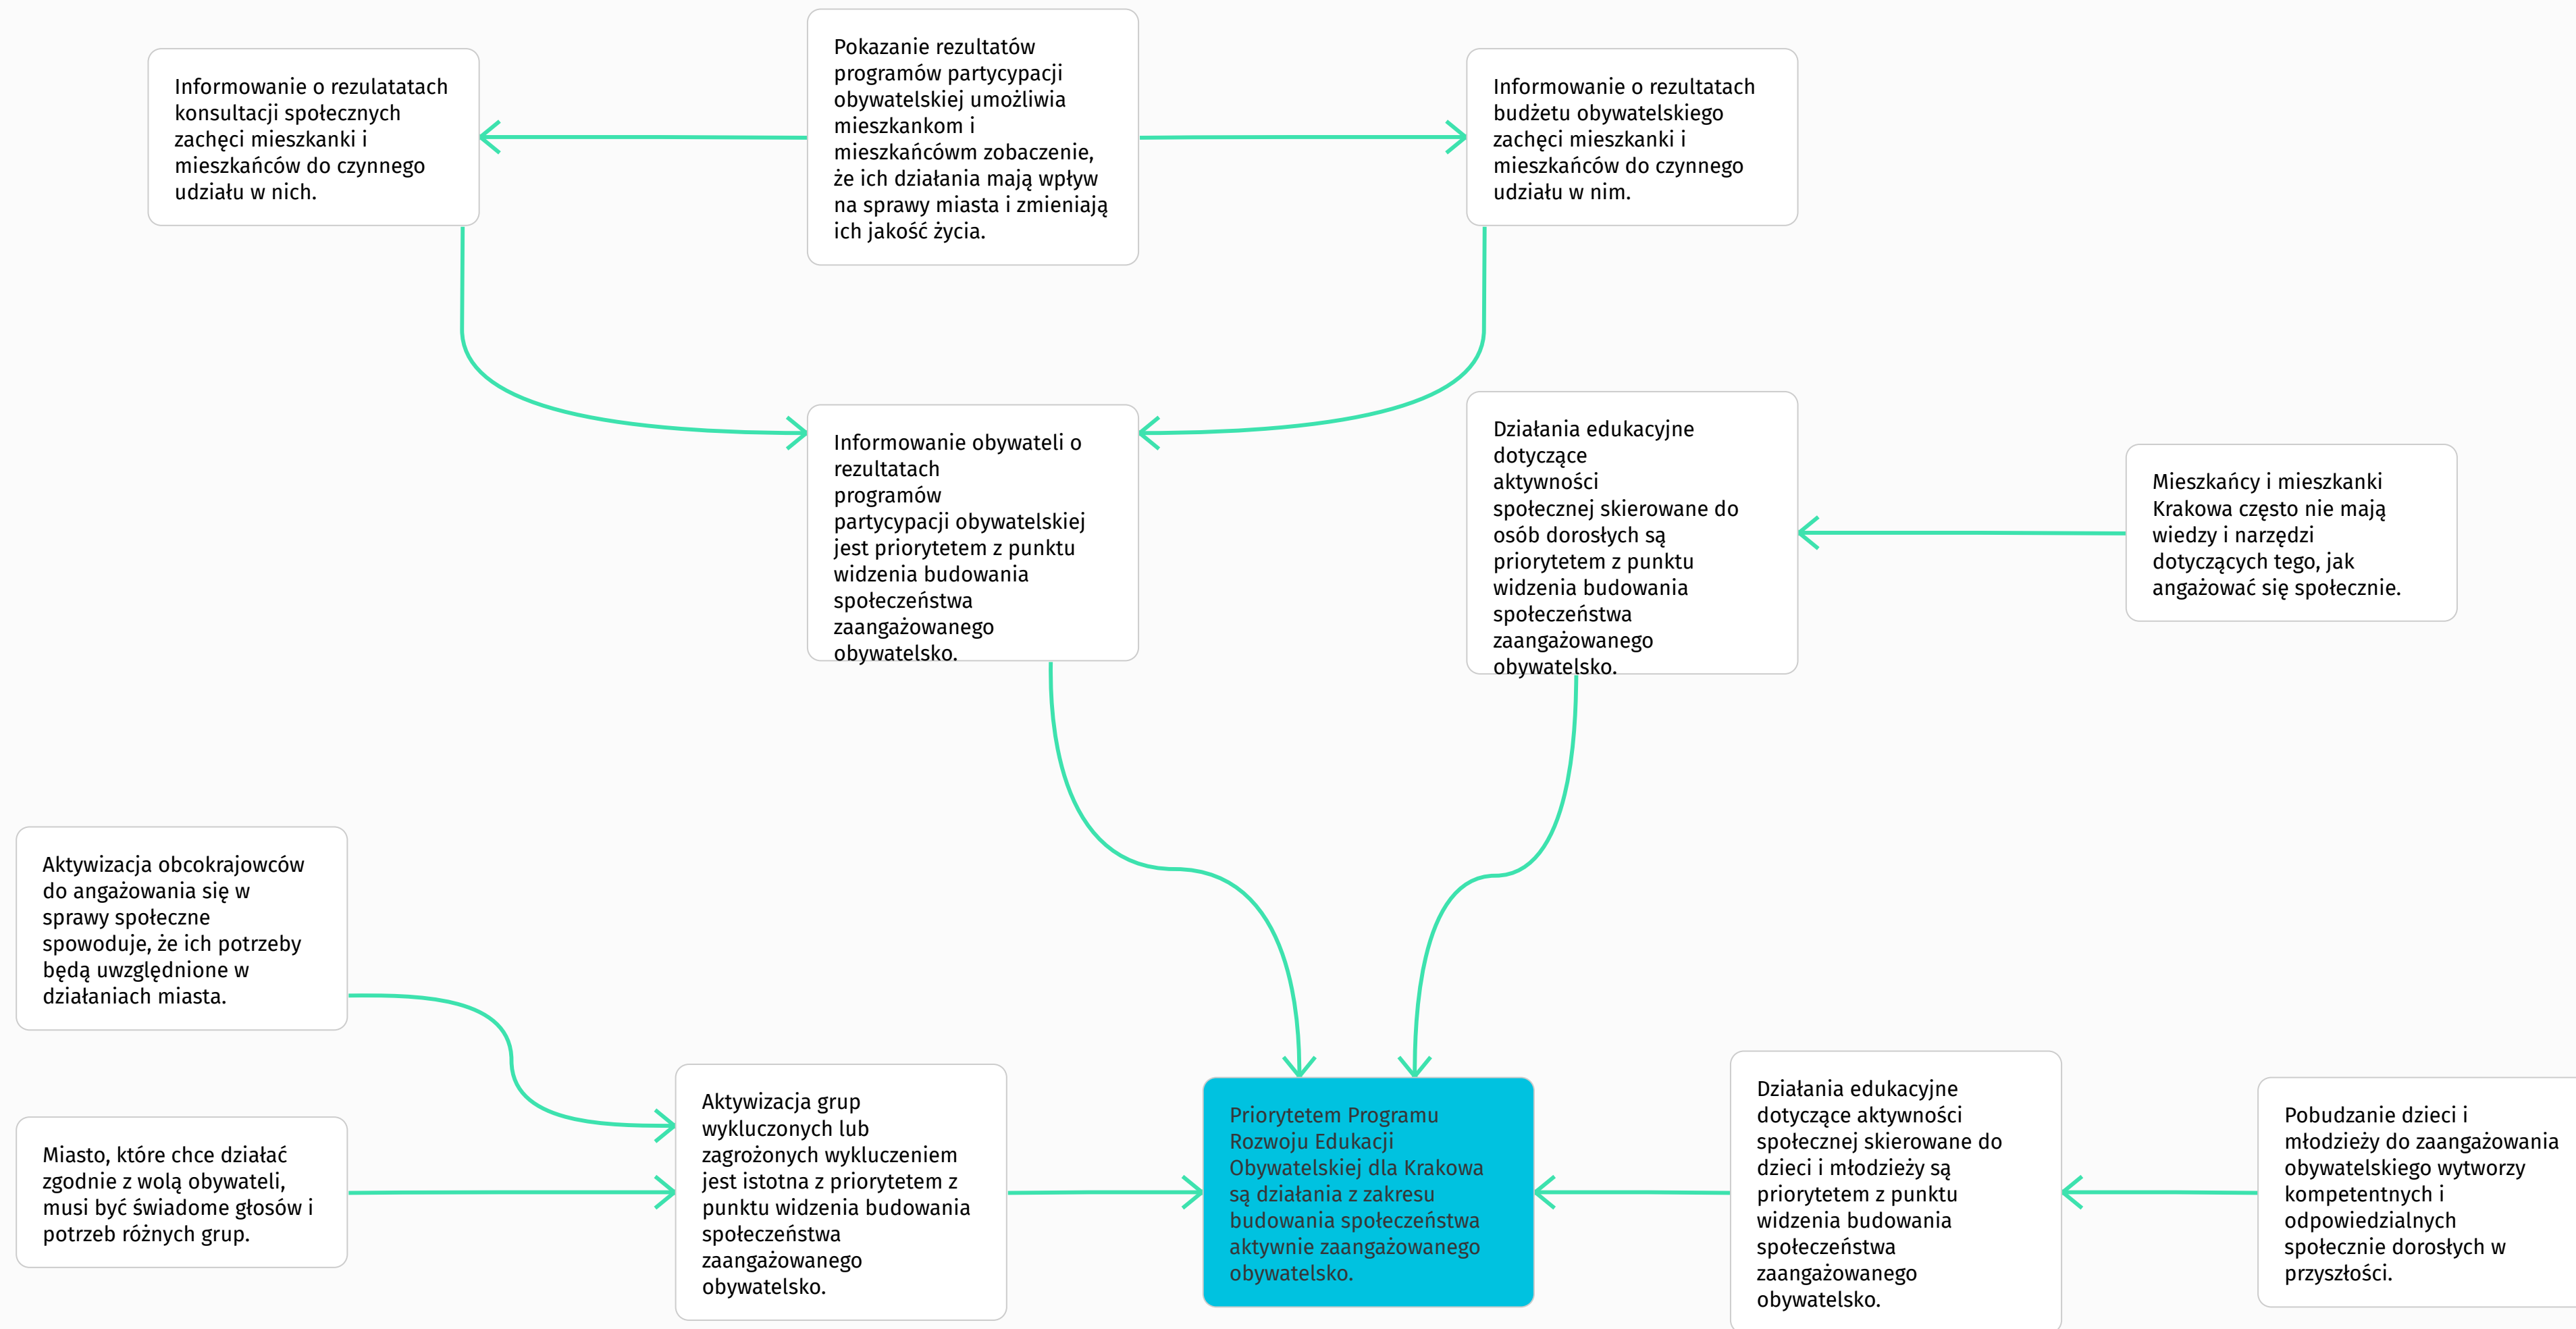 Informowanie o rezulatatach
konsultacji społecznych
zachęci mieszkanki i
mieszkańców do czynnego
udziału w nich.
Pokazanie rezultatów
programów partycypacji
obywatelskiej umożliwia
mieszkankom i
mieszkańcówm zobaczenie,
że ich działania mają wpływ
na sprawy miasta i zmieniają
ich jakość życia.
Informowanie o rezultatach
budżetu obywatelskiego
zachęci mieszkanki i
mieszkańców do czynnego
udziału w nim.
Informowanie obywateli o
rezultatach
programów
partycypacji obywatelskiej
jest priorytetem z punktu
widzenia budowania
społeczeństwa
zaangażowanego
obywatelsko.
Działania edukacyjne
dotyczące
aktywności
społecznej skierowane do
osób dorosłych są
priorytetem z punktu
widzenia budowania
społeczeństwa
zaangażowanego
obywatelsko.
Mieszkańcy i mieszkanki
Krakowa często nie mają
wiedzy i narzędzi
dotyczących tego, jak
angażować się społecznie.
Aktywizacja obcokrajowców
do angażowania się w
sprawy społeczne
spowoduje, że ich potrzeby
będą uwzględnione w
działaniach miasta.
Miasto, które chce działać
zgodnie z wolą obywateli,
musi być świadome głosów i
potrzeb różnych grup.
Aktywizacja grup
wykluczonych lub
zagrożonych wykluczeniem
jest istotna z priorytetem z
punktu widzenia budowania
społeczeństwa
zaangażowanego
obywatelsko.
Priorytetem Programu
Rozwoju Edukacji
Obywatelskiej dla Krakowa
są działania z zakresu
budowania społeczeństwa
aktywnie zaangażowanego
obywatelsko.
Działania edukacyjne
dotyczące aktywności
społecznej skierowane do
dzieci i młodzieży są
priorytetem z punktu
widzenia budowania
społeczeństwa
zaangażowanego
obywatelsko.
Pobudzanie dzieci i
młodzieży do zaangażowania
obywatelskiego wytworzy
kompetentnych i
odpowiedzialnych
społecznie dorosłych w
przyszłości.